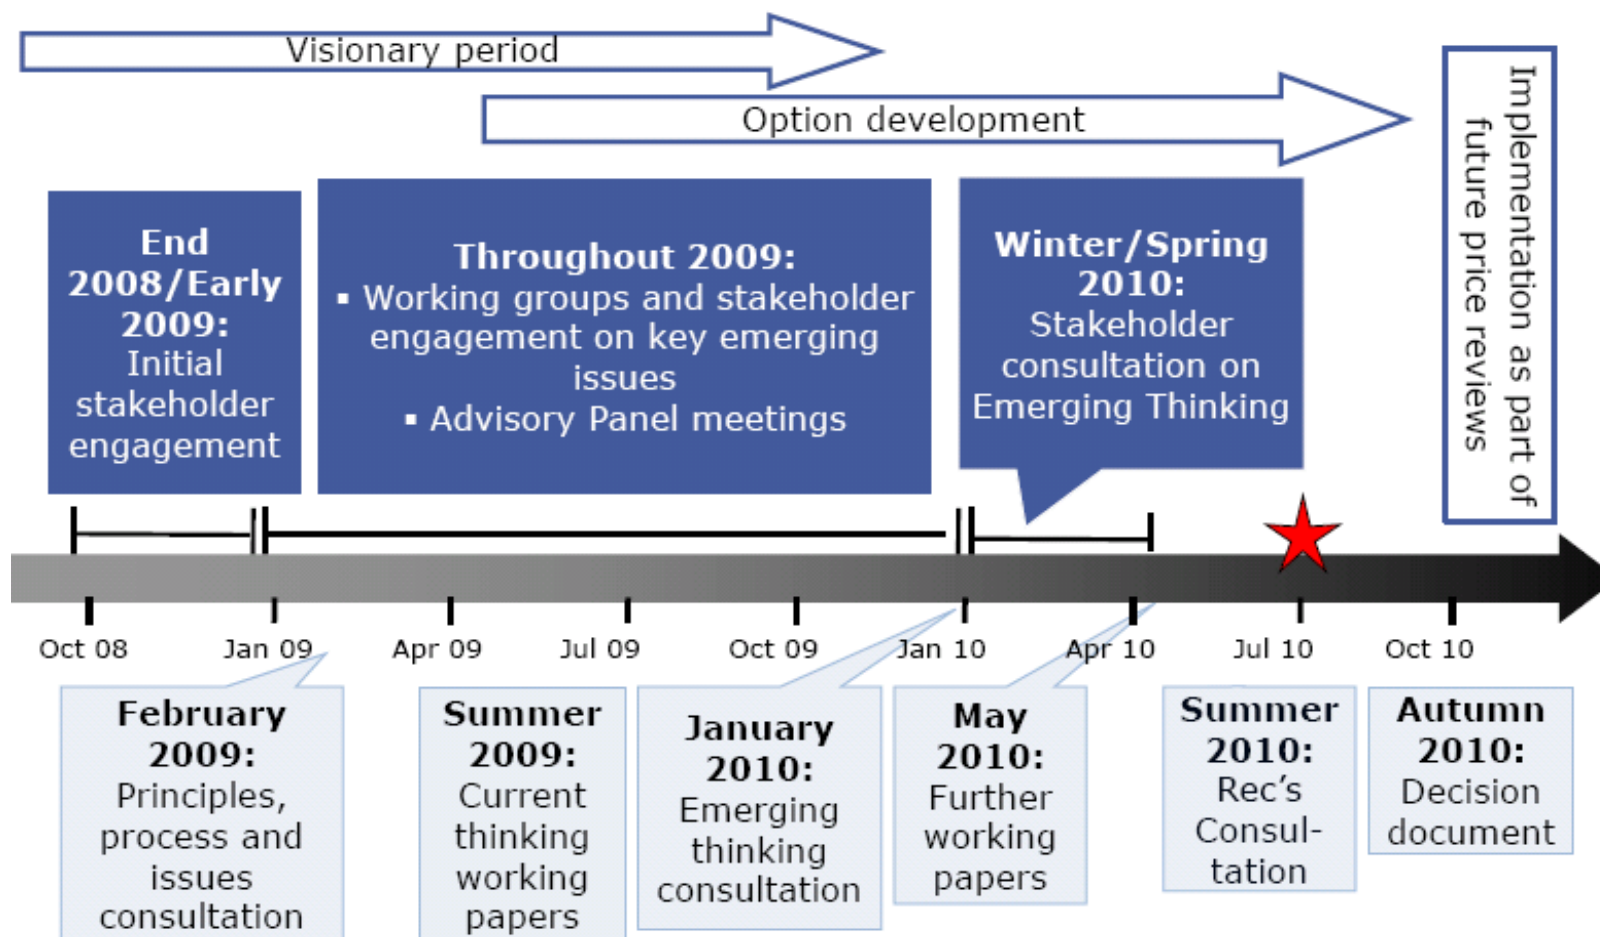 Visionary period
Option development
Implementation as part of
future price reviews
End
2008/Early
2009:
Initial
stakeholder
engagement
Throughout 2009:
▪ Working groups and stakeholder
engagement on key emerging
issues
▪ Advisory Panel meetings
Winter/Spring
2010:
Stakeholder
consultation on
Emerging Thinking
Oct 08
Jan 09
Apr 09
Jul 09
Oct 09
Jan 10
Apr 10
Jul 10
Oct 10
February
2009:
Principles,
process and
issues
consultation
Summer
2009:
Current
thinking
working
papers
January
2010:
Emerging
thinking
consultation
May
2010:
Further
working
papers
Summer
2010:
Rec's
Consul-
tation
Autumn
2010:
Decision
document